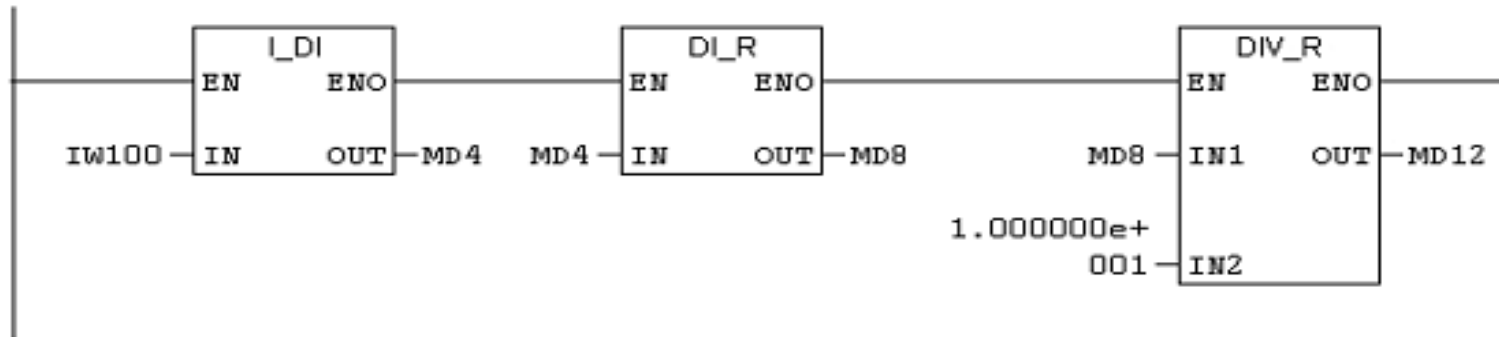 I_DI DI_R DIV_R
EN ENO EN ENO EN ENO
IW100 IN OUT MD4 MD4 IN OUT MD8 MD8 IN1 OUT MD12
1.000000e+
001 IN2